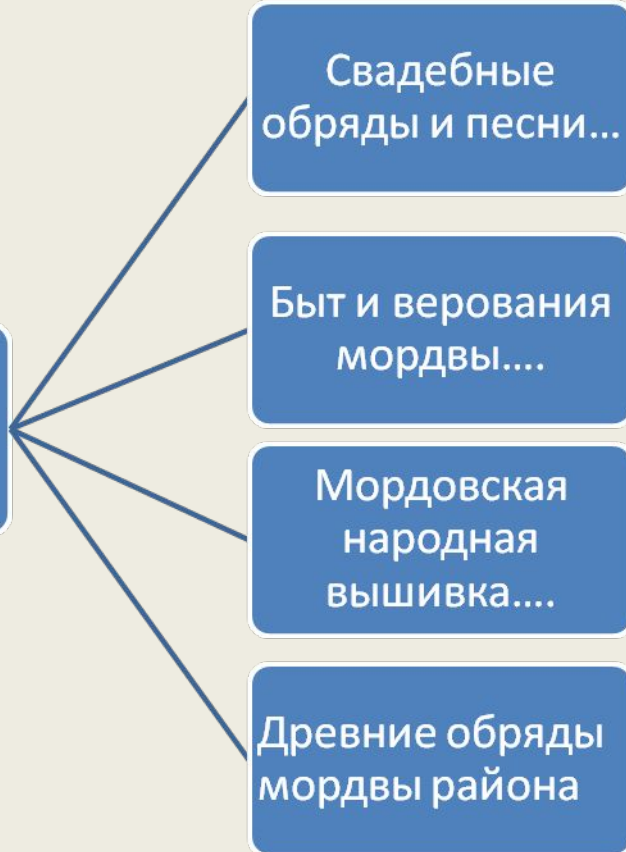 Свадебные
обряды и песни…
Быт и верования
мордвы….
Мордовская
народная
вышивка….
Древние обряды
мордвы района